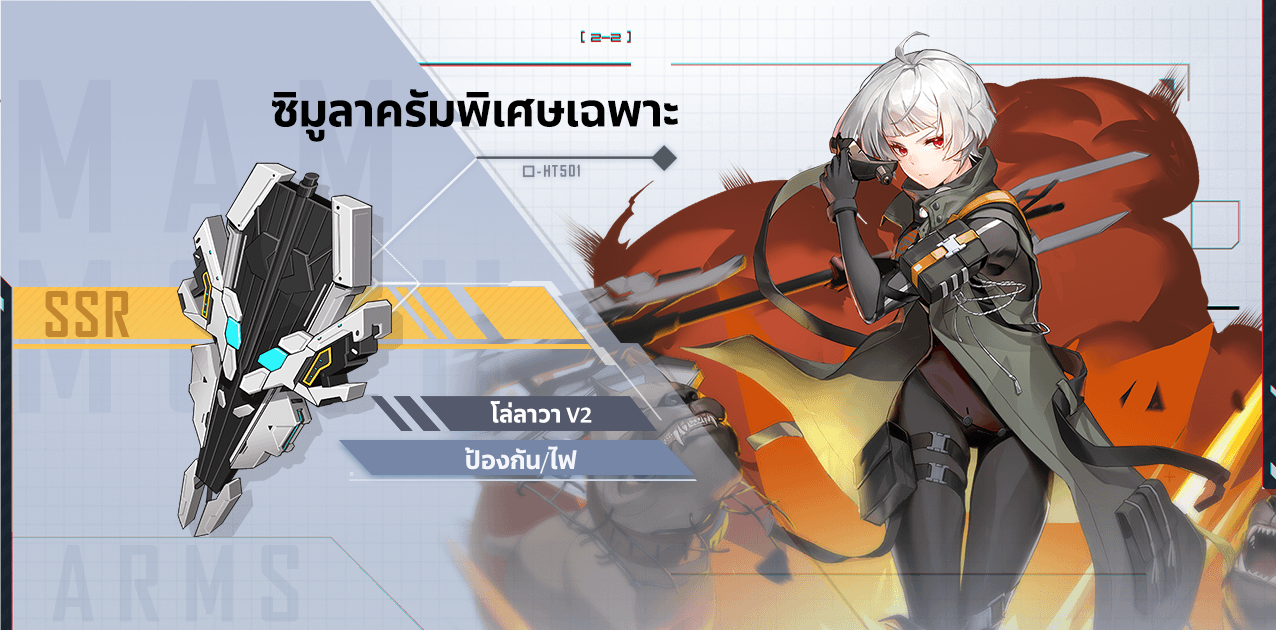 [ 2-2 ]
ซิมูลาครัมพิเศษเฉพาะ
-HT501
SSR
โล่ลาวา V2
ป้องกัน/ไฟ
ARMS